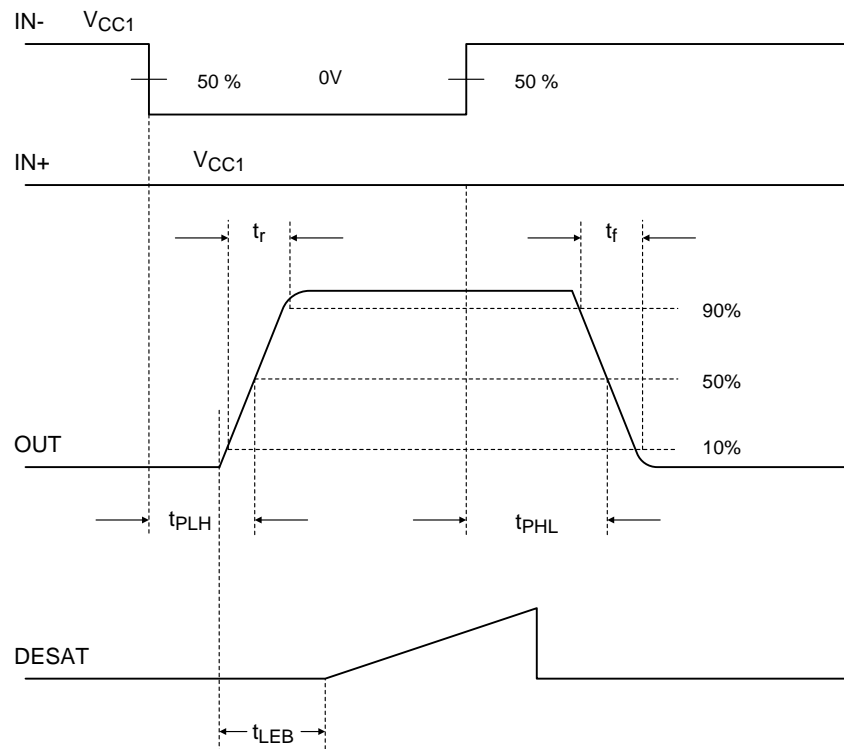 IN- VCC1
50 % 0V 50 %
IN+ VCC1
tr tf
90%
50%
OUT 10%
tPLH tPHL
DESAT
tLEB